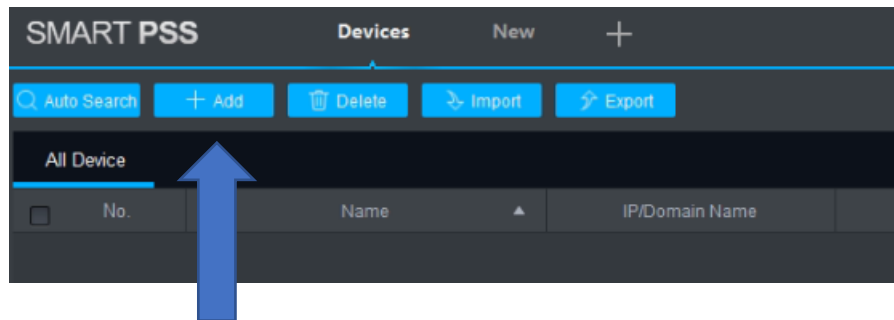 SMART PSS Devices New
Auto Search Add Delete Import Export
All Device
No. Name IP/Domain Name